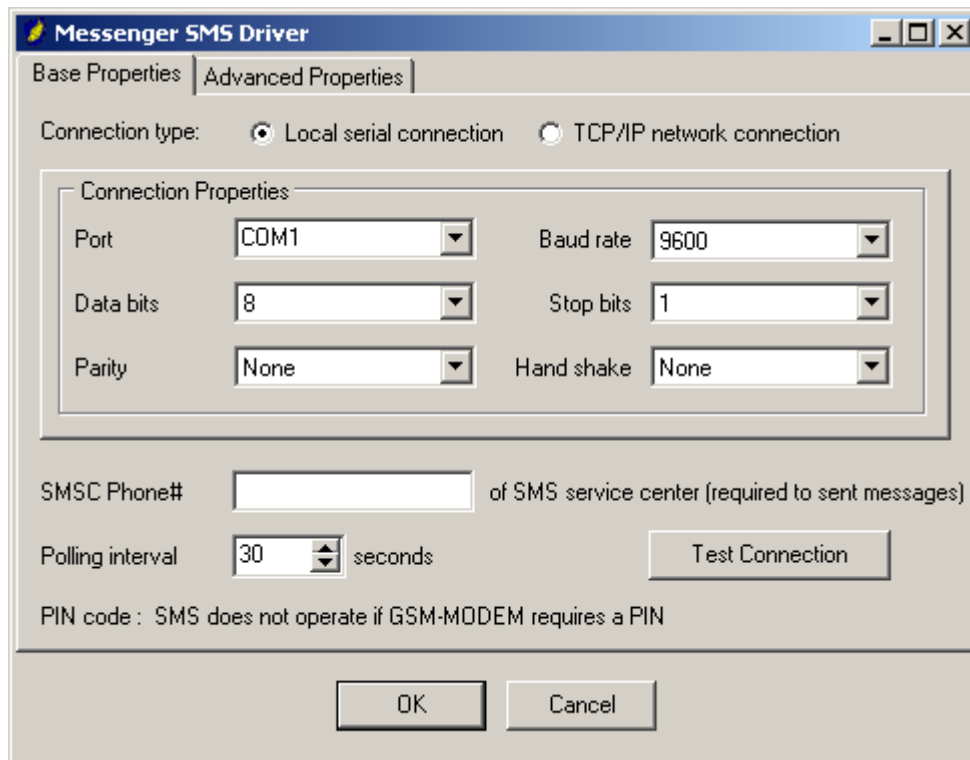 Messenger SMS Driver
Base Properties Advanced Properties
Connection type: Local serial connection TCP/IP network connection
Connection Properties
Port COM1 Baud rate 9600
Data bits 8 Stop bits 1
Parity None Hand shake None
SMSC Phone# of SMS service center (required to sent messages)
Polling interval 30 seconds Test Connection
PIN code : SMS does not operate if GSM-MODEM requires a PIN
OK Cancel